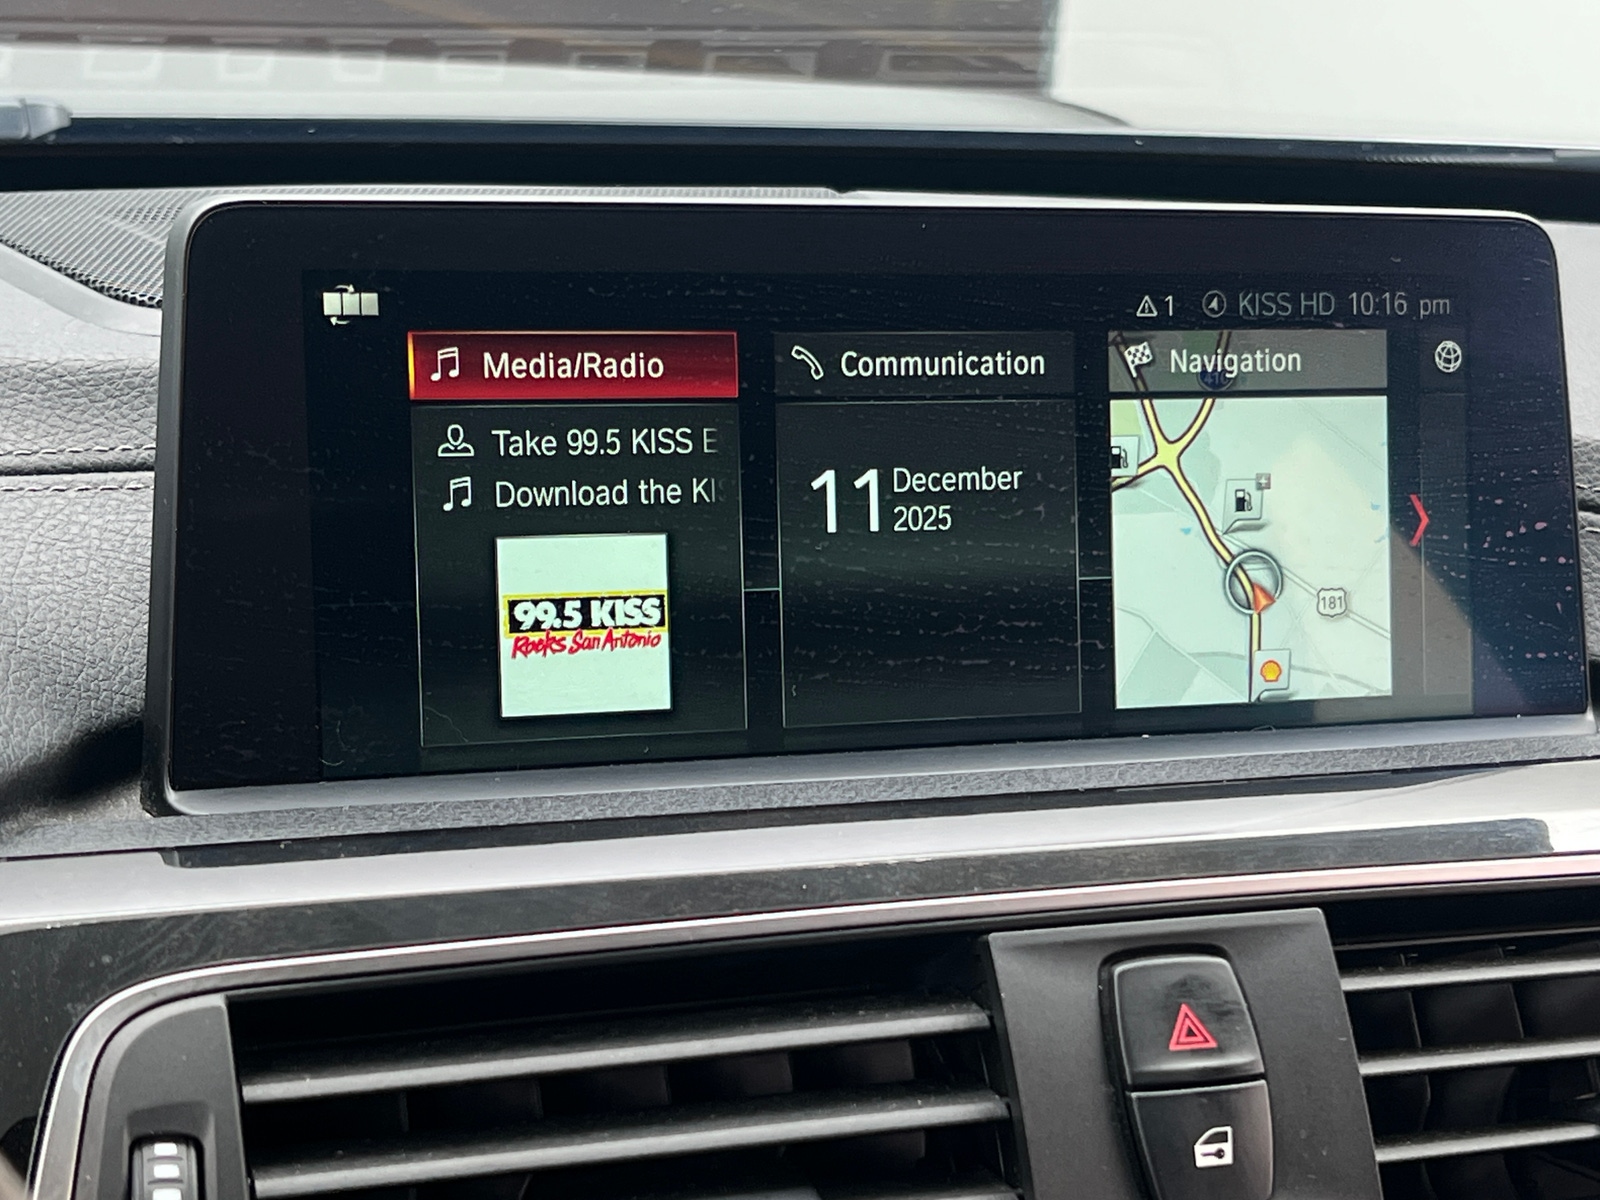 1 KISS HD 10:16 pm
Media/Radio
Take 99.5 KISS E
Download the KI
99.5 KISS
Rocks San Antonio
Communication
11 December
2025
Navigation
410
181